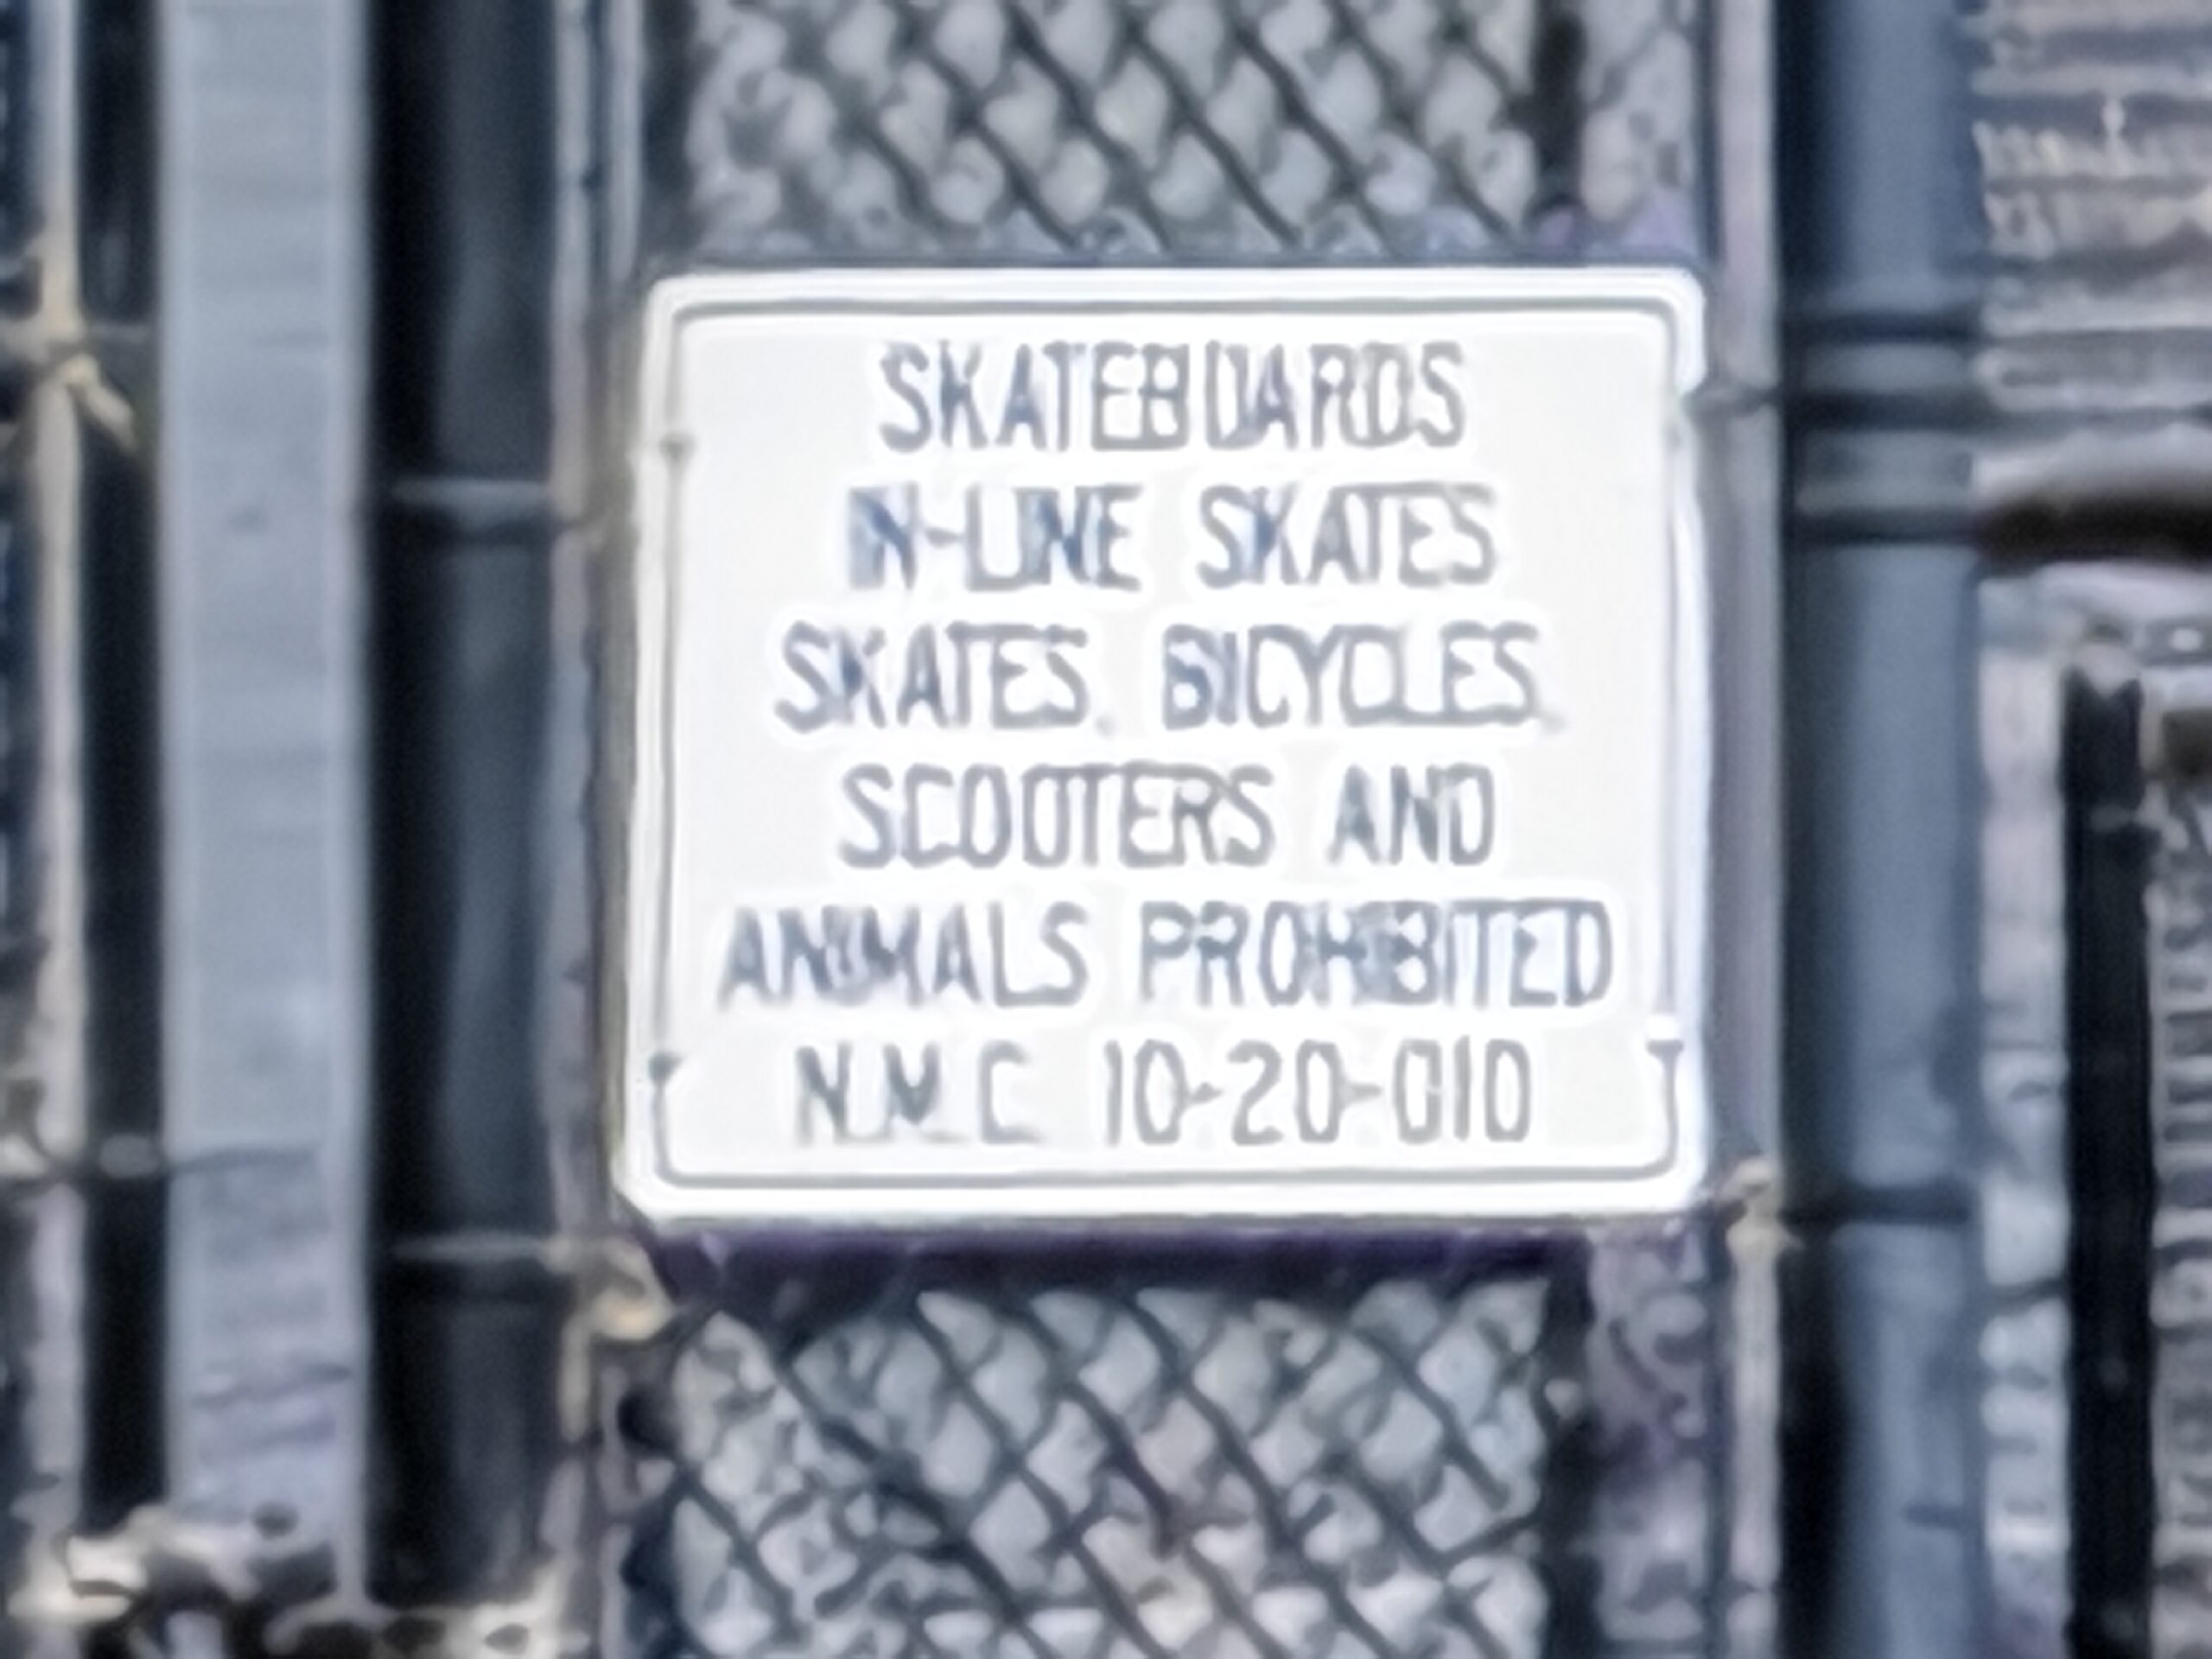 SKATEBOARDS
IN-LINE SKATES
SKATES, BICYCLES,
SCOOTERS AND
ANIMALS PROHIBITED
N.M.C 10-20-010